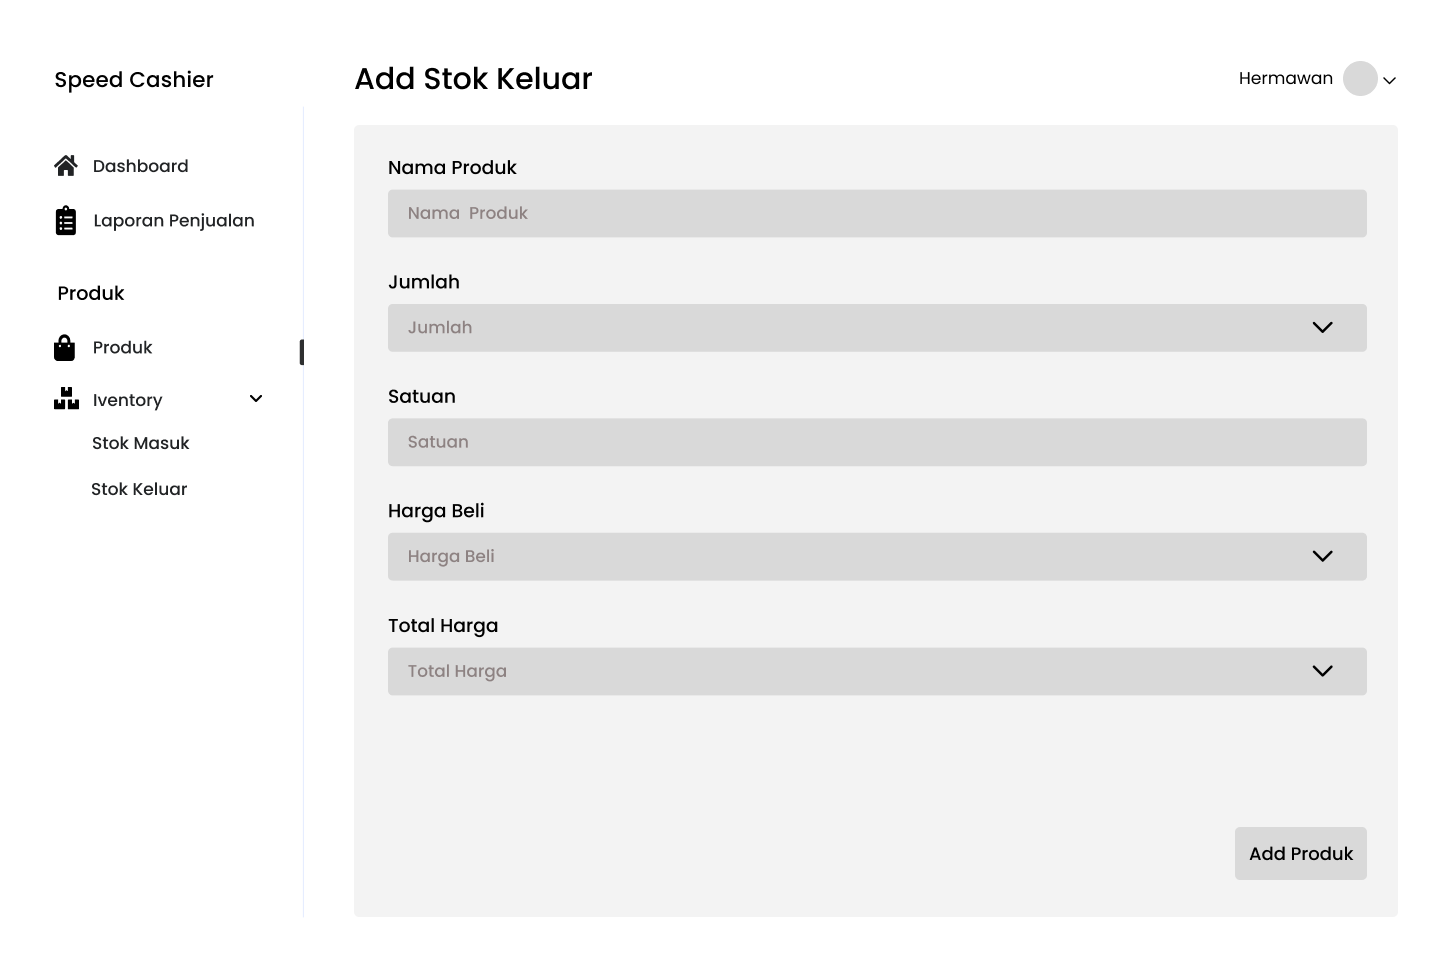 Speed Cashier
Dashboard
Laporan Penjualan
Produk
Produk
Iventory
Stok Masuk
Stok Keluar
Add Stok Keluar
Hermawan
Nama Produk
Nama Produk
Jumlah
Jumlah
Satuan
Satuan
Harga Beli
Harga Beli
Total Harga
Total Harga
Add Produk